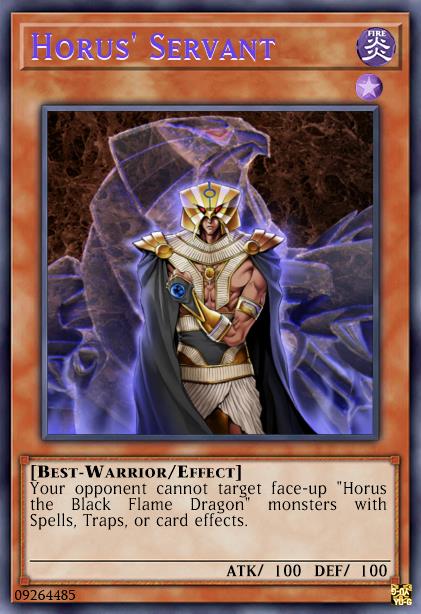 Horus' Servant
FIRE
炎
[Best-Warrior/Effect]
Your opponent cannot target face-up "Horus
the Black Flame Dragon" monsters with
Spells, Traps, or card effects.
ATK/ 100 DEF/ 100
09264485